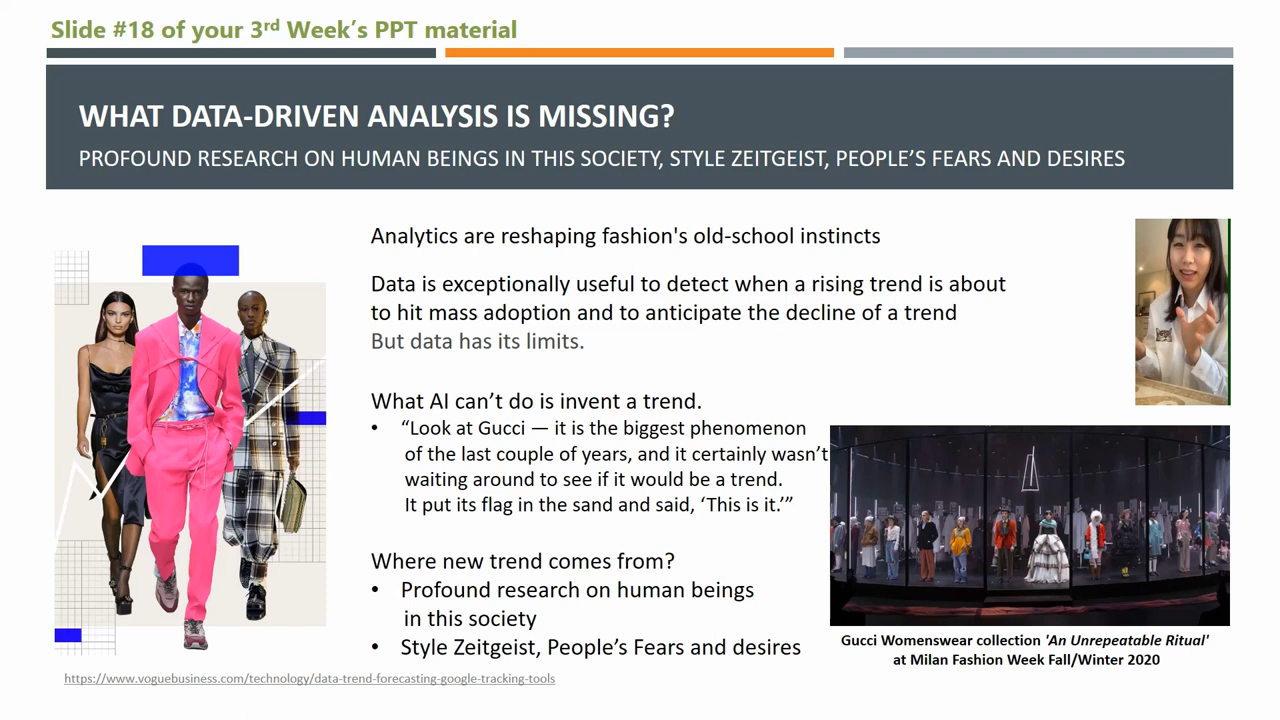 Slide #18 of your 3rd Week's PPT material
WHAT DATA-DRIVEN ANALYSIS IS MISSING?
PROFOUND RESEARCH ON HUMAN BEINGS IN THIS SOCIETY, STYLE ZEITGEIST, PEOPLE'S FEARS AND DESIRES
Analytics are reshaping fashion's old-school instincts
Data is exceptionally useful to detect when a rising trend is about
to hit mass adoption and to anticipate the decline of a trend
But data has its limits.
What AI can't do is invent a trend.
• “Look at Gucci — it is the biggest phenomenon
of the last couple of years, and it certainly wasn't
waiting around to see if it would be a trend.
It put its flag in the sand and said, ‘This is it.’”
Where new trend comes from?
• Profound research on human beings
in this society
• Style Zeitgeist, People's Fears and desires
Gucci Womenswear collection 'An Unrepeatable Ritual'
at Milan Fashion Week Fall/Winter 2020
https://www.voguebusiness.com/technology/data-trend-forecasting-google-tracking-tools